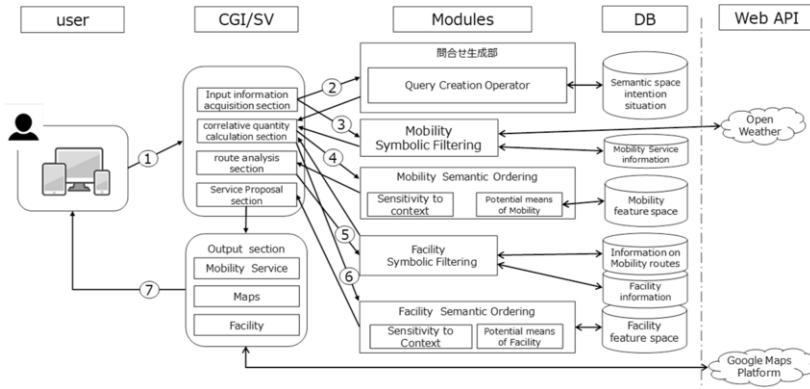 user
CGI/SV
Modules
DB
Web API
問合せ生成部
Query Creation Operator
Input information
acquisition section
correlative quantity
calculation section
route analysis
section
Service Proposal
section
1
2
3
4
5
6
7
Mobility
Symbolic Filtering
Mobility Semantic Ordering
Sensitivity to
context
Potential means
of Mobility
Facility
Symbolic Filtering
Facility Semantic Ordering
Sensitivity to
Context
Potential means
of Facility
Semantic space
intention
situation
Mobility Service
information
Mobility
feature space
Information on
Mobility routes
Facility
information
Facility
feature space
Open
Weather
Google Maps
Platform
Output section
Mobility Service
Maps
Facility